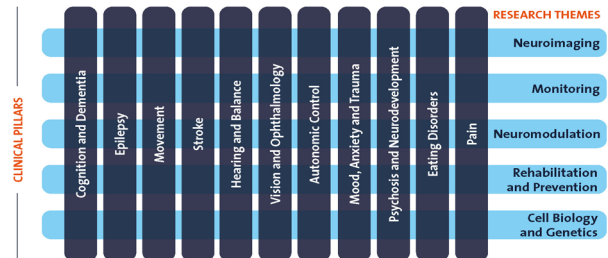 RESEARCH THEMES
CLINICAL PILLARS
Cognition and Dementia
Epilepsy
Movement
Stroke
Hearing and Balance
Vision and Ophthalmology
Autonomic Control
Mood, Anxiety and Trauma
Psychosis and Neurodevelopment
Eating Disorders
Pain
Neuroimaging
Monitoring
Neuromodulation
Rehabilitation
and Prevention
Cell Biology
and Genetics